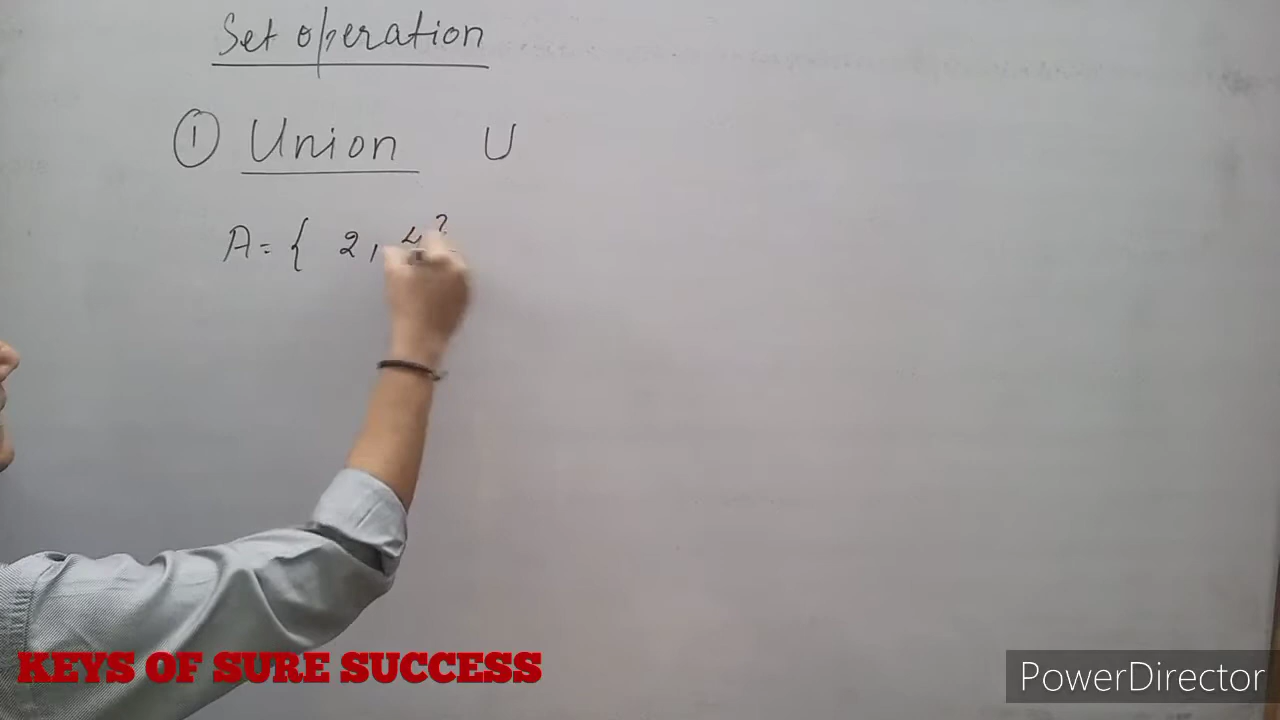 Set operation
① Union U
A = { 2, 4 }
KEYS OF SURE SUCCESS
PowerDirector